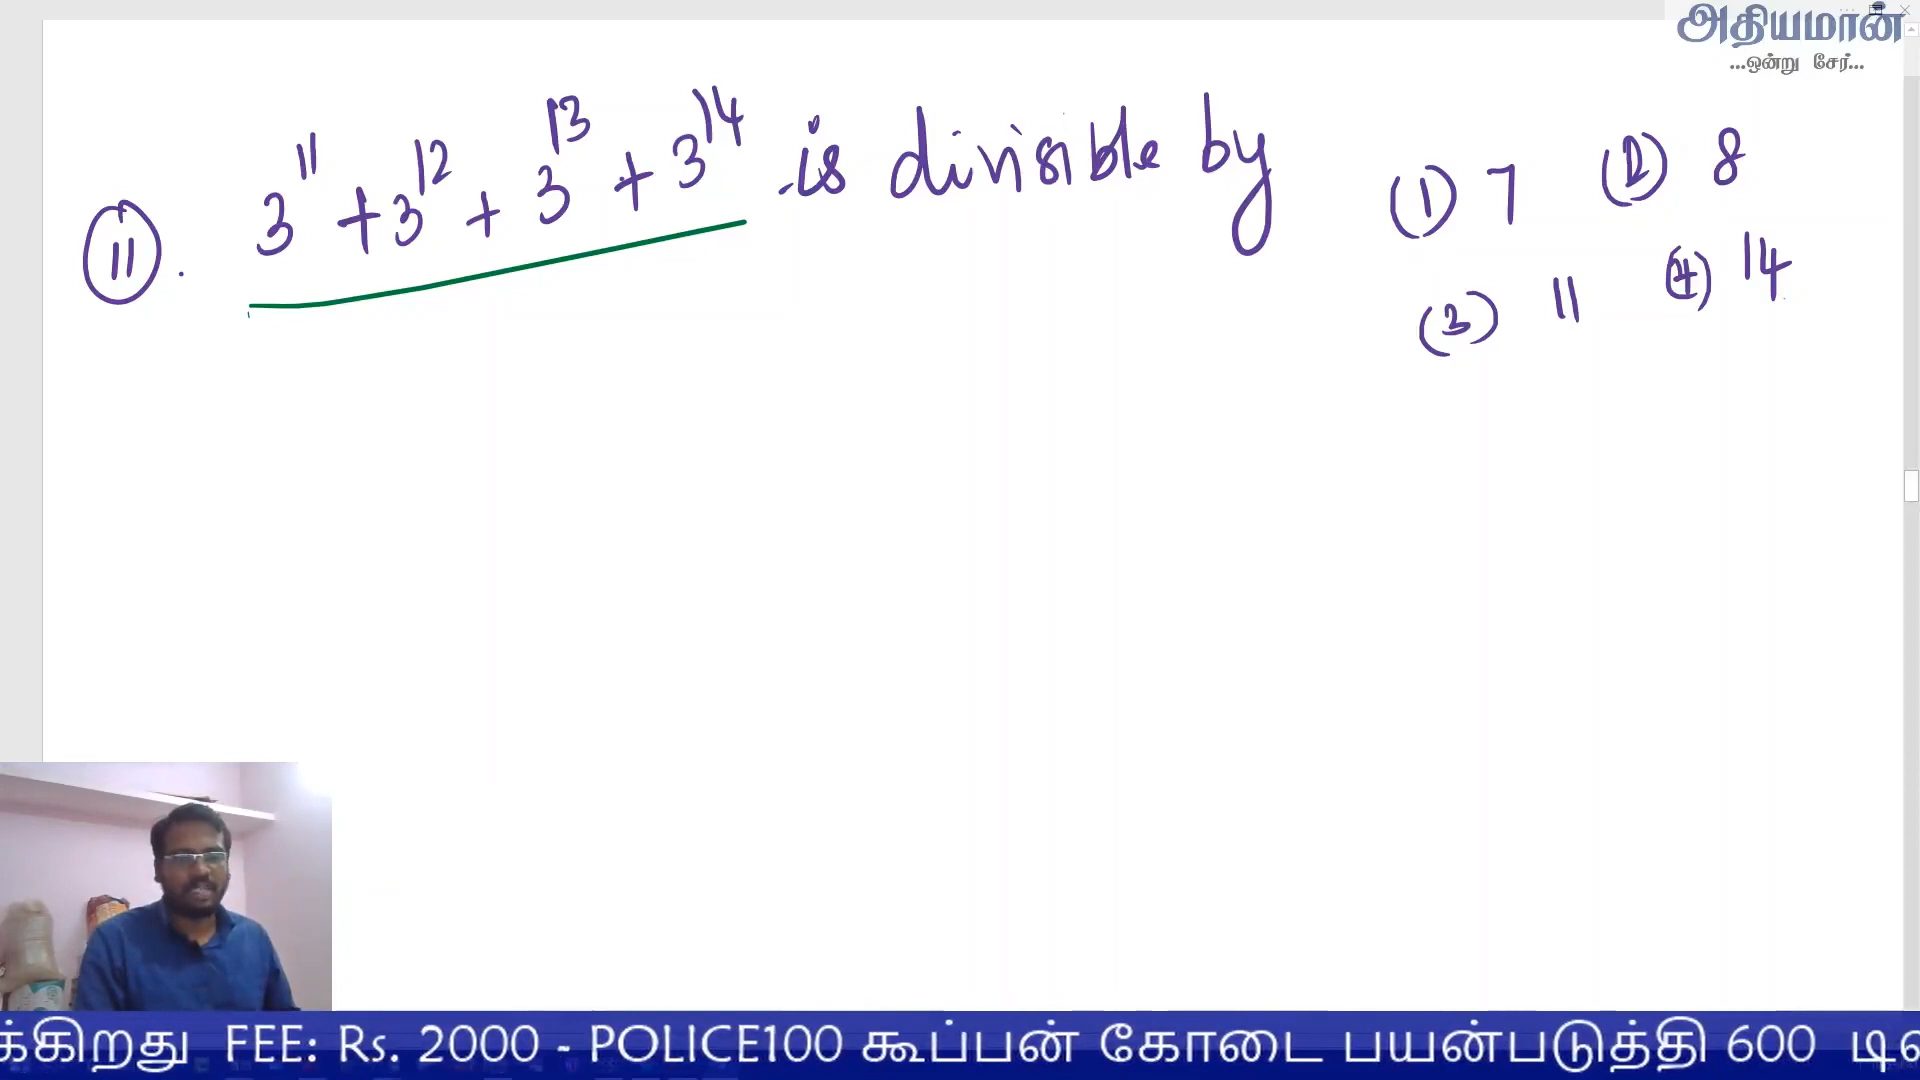 அதியமான்
...ஒன்று சேர்...
11. 3^11 + 3^12 + 3^13 + 3^14 is divisible by (1) 7 (2) 8
(3) 11 (4) 14
க்கிறது FEE: Rs. 2000 - POLICE100 கூப்பன் கோடை பயன்படுத்தி 600